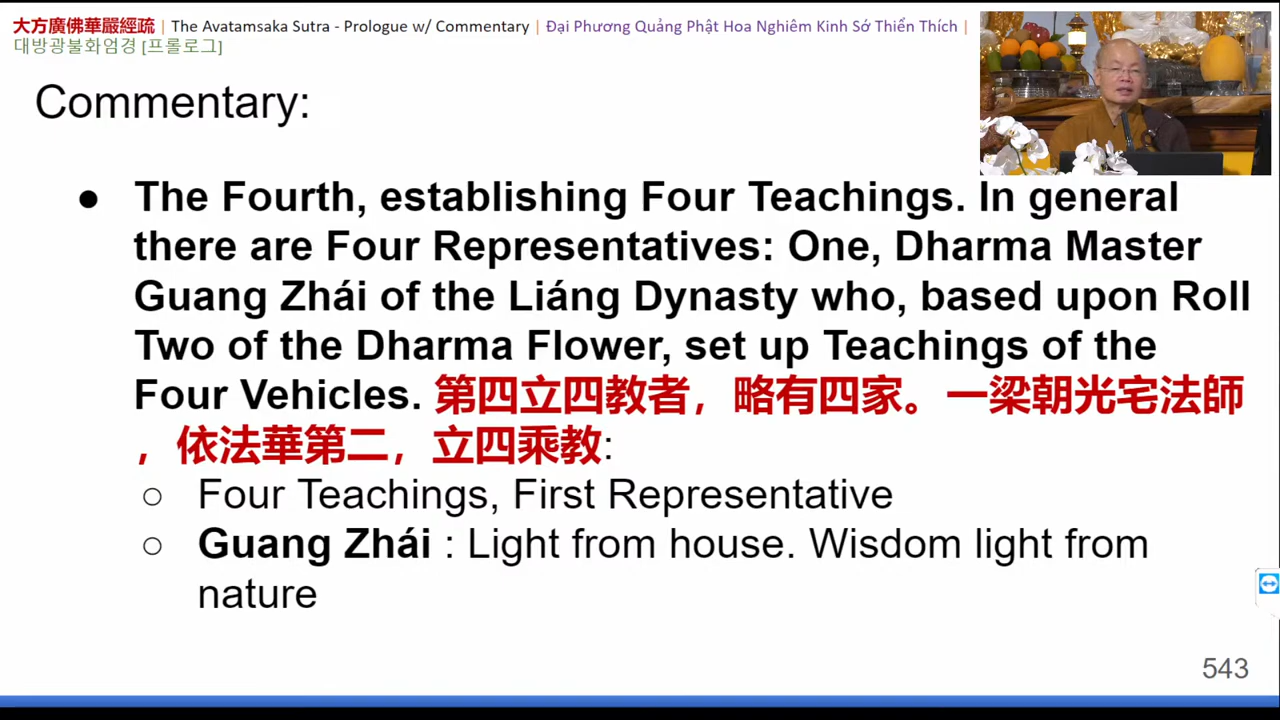 大方廣佛華嚴經疏 | The Avatamsaka Sutra - Prologue w/ Commentary | Đại Phương Quảng Phật Hoa Nghiêm Kinh Sớ Thiển Thích |
대방광불화엄경 [프롤로그]
Commentary:
● The Fourth, establishing Four Teachings. In general
there are Four Representatives: One, Dharma Master
Guang Zhái of the Liáng Dynasty who, based upon Roll
Two of the Dharma Flower, set up Teachings of the
Four Vehicles. 第四立四教者，略有四家。一梁朝光宅法師
，依法華第二，立四乘教:
○ Four Teachings, First Representative
○ Guang Zhái : Light from house. Wisdom light from
nature
543